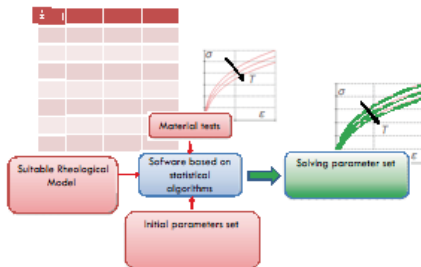 σ
T
ε
σ
T
ε
Material tests
Suitable Rheological
Model
Sofware based on
statistical
algorithms
Solving parameter set
Initial parameters set